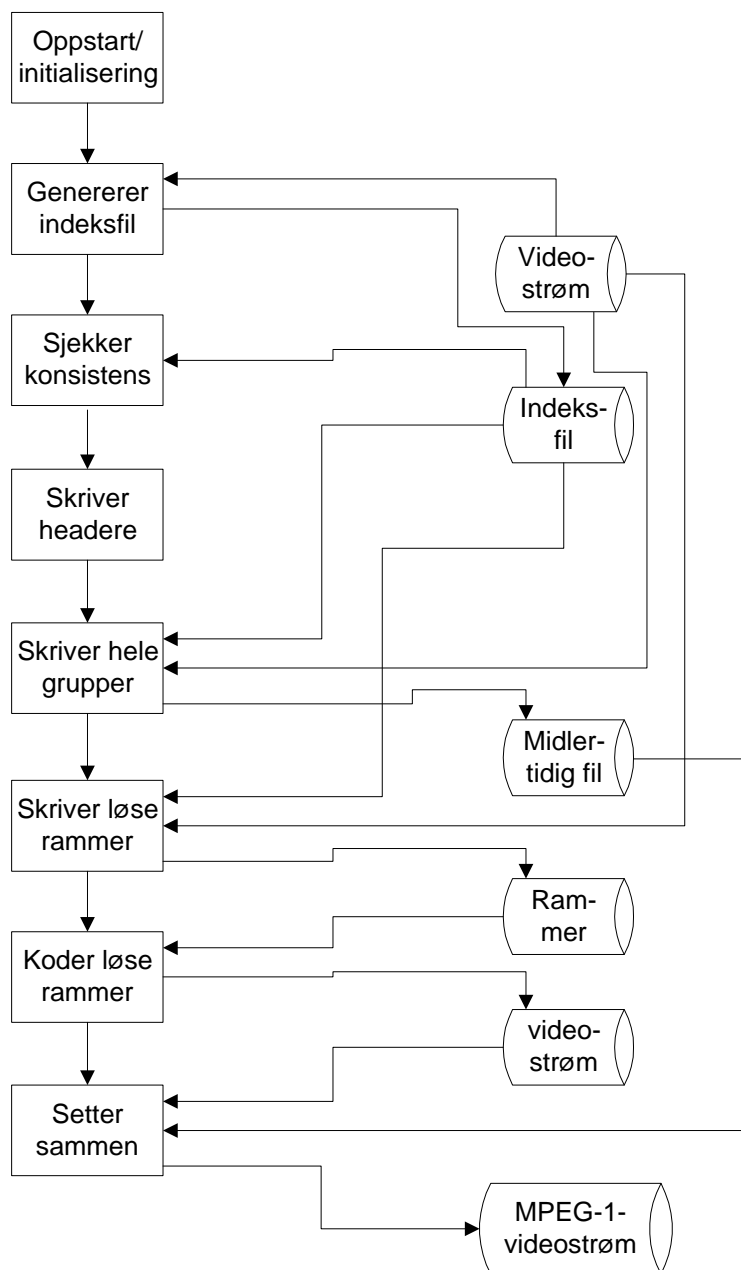 Oppstart/
initialisering
Genererer
indeksfil
Video-
strøm
Sjekker
konsistens
Indeks-
fil
Skriver
headere
Skriver hele
grupper
Midler-
tidig fil
Skriver løse
rammer
Ram-
mer
Koder løse
rammer
video-
strøm
Setter
sammen
MPEG-1-
videostrøm